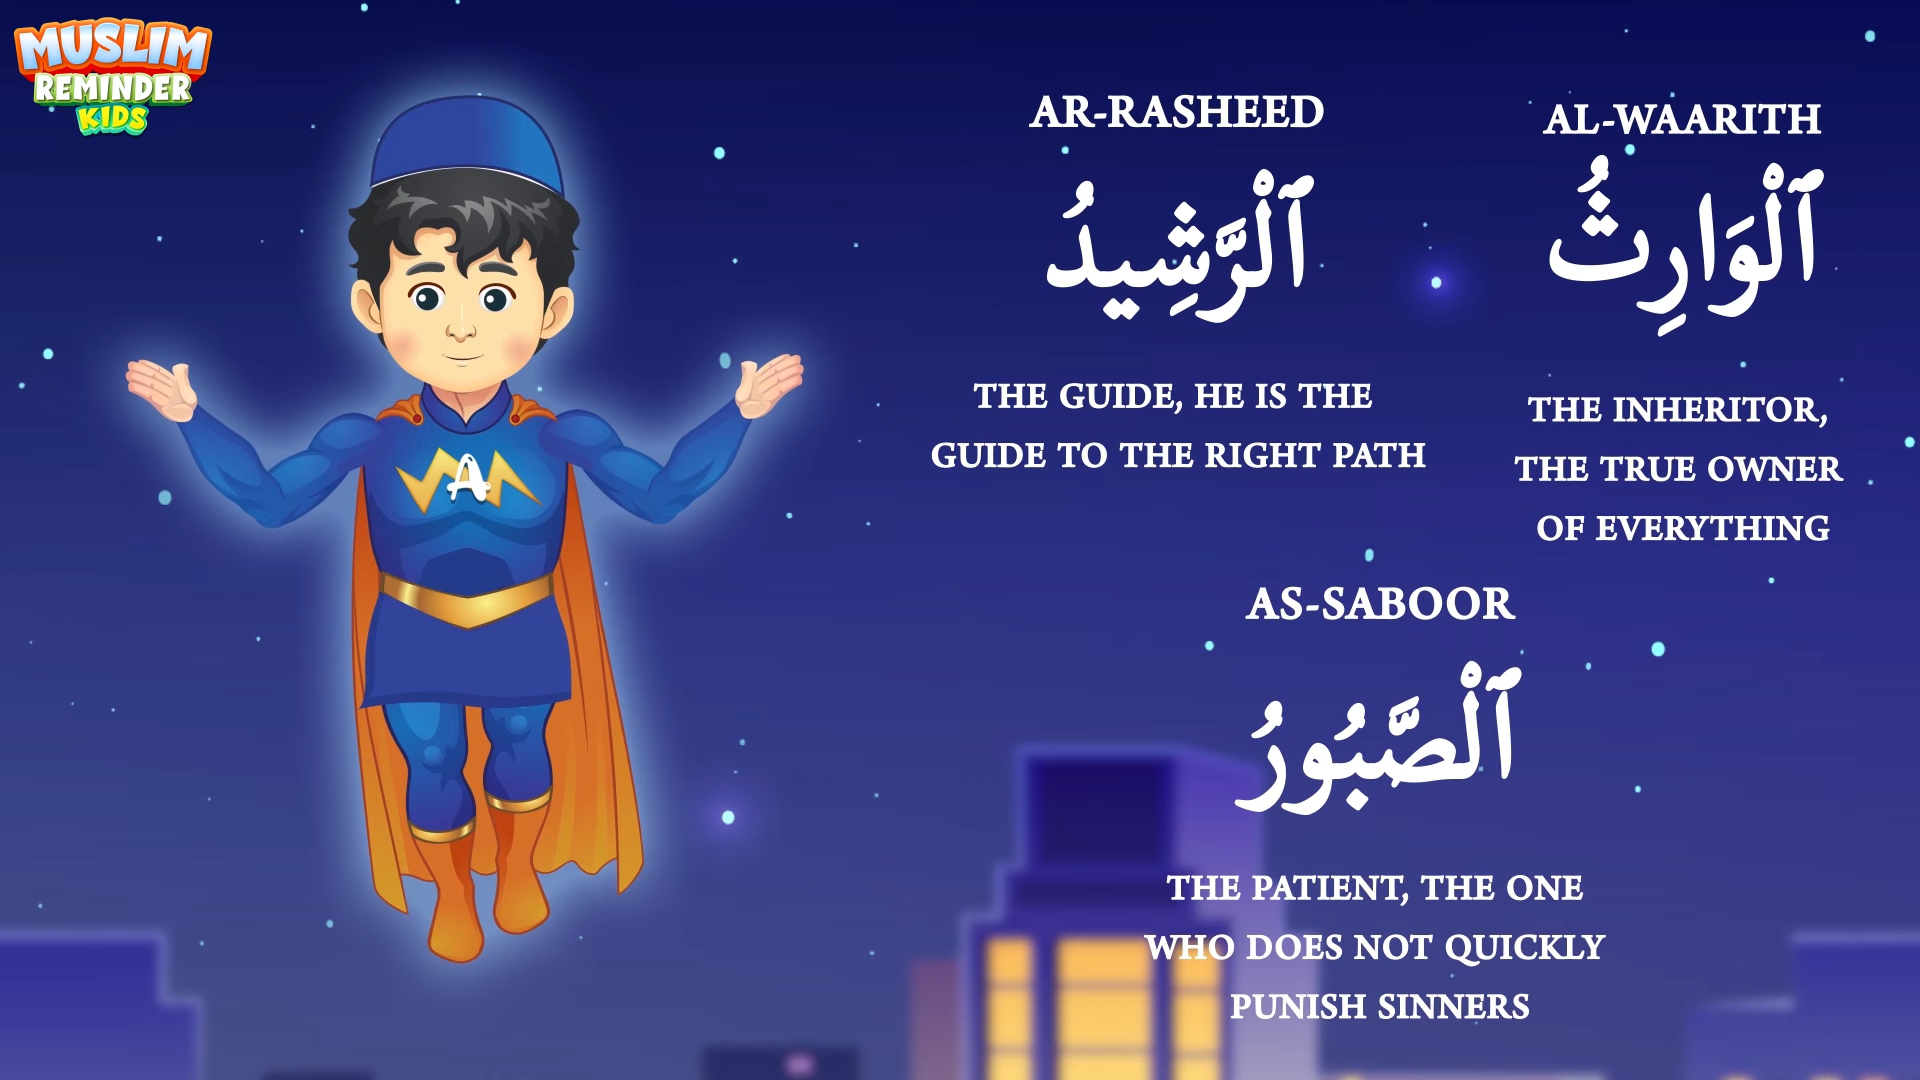 MUSLIM
REMINDER
KIDS
AR-RASHEED
ٱلْرَّشِيدُ
THE GUIDE, HE IS THE
GUIDE TO THE RIGHT PATH
AL-WAARITH
ٱلْوَارِثُ
THE INHERITOR,
THE TRUE OWNER
OF EVERYTHING
AS-SABOOR
ٱلْصَّبُورُ
THE PATIENT, THE ONE
WHO DOES NOT QUICKLY
PUNISH SINNERS
A